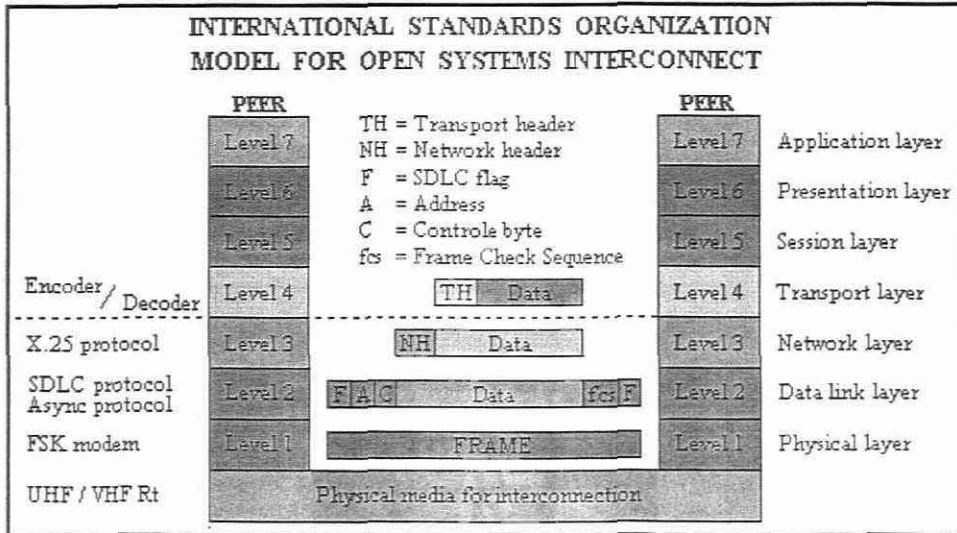 INTERNATIONAL STANDARDS ORGANIZATION
MODEL FOR OPEN SYSTEMS INTERCONNECT
PEER
PEER
TH = Transport header
NH = Network header
F = SDLC flag
A = Address
C = Controle byte
fcs = Frame Check Sequence
Level 7
Level 7
Application layer
Level 6
Level 6
Presentation layer
Level 5
Level 5
Session layer
Encoder / Decoder
Level 4
TH
Data
Level 4
Transport layer
X.25 protocol
Level 3
NH
Data
Level 3
Network layer
SDLC protocol
Async protocol
Level 2
F A C
Data
fcs F
Level 2
Data link layer
FSK modem
Level 1
FRAME
Level 1
Physical layer
UHF / VHF Rt
Physical media for interconnection